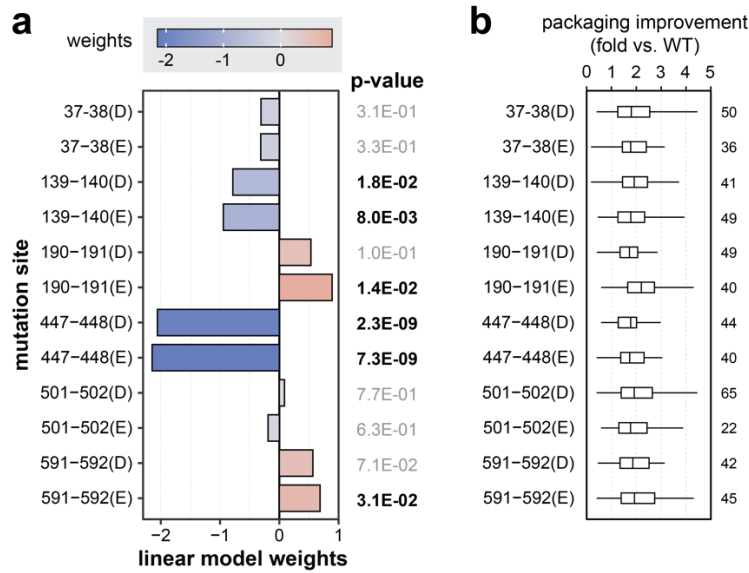 a
weights
-2 -1 0
p-value
37-38(D) 3.1E-01
37-38(E) 3.3E-01
139-140(D) 1.8E-02
139-140(E) 8.0E-03
190-191(D) 1.0E-01
190-191(E) 1.4E-02
447-448(D) 2.3E-09
447-448(E) 7.3E-09
501-502(D) 7.7E-01
501-502(E) 6.3E-01
591-592(D) 7.1E-02
591-592(E) 3.1E-02
mutation site
−2 −1 0 1
linear model weights
b
packaging improvement
(fold vs. WT)
0 1 2 3 4 5
37-38(D) 50
37−38(E) 36
139−140(D) 41
139−140(E) 49
190−191(D) 49
190−191(E) 40
447−448(D) 44
447−448(E) 40
501−502(D) 65
501−502(E) 22
591−592(D) 42
591−592(E) 45